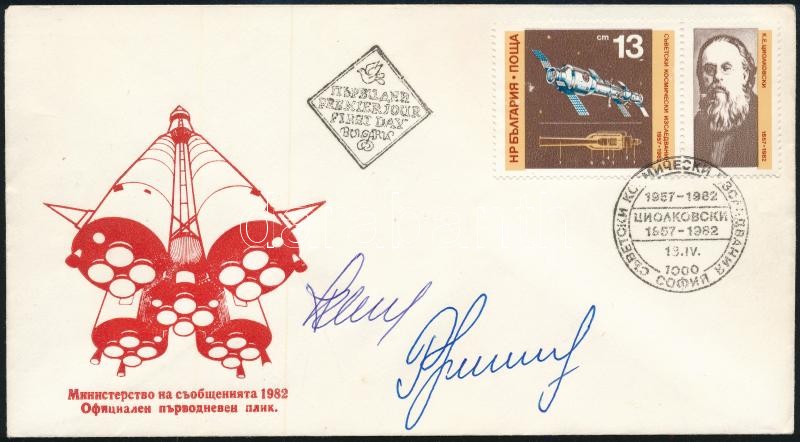 ПЪРВИ ДЕН
PREMIER JOUR
FIRST DAY
BULGARIE
ст 13
НР БЪЛГАРИЯ • ПОЩА
СЪВЕТСКИ КОСМИЧЕСКИ ИЗСЛЕДВАНИЯ
1957-1982
К.Е. ЦИОЛКОВСКИ
1857-1982
СЪВЕТСКИ КОСМИЧЕСКИ ИЗСЛЕДВАНИЯ
1957-1982
ЦИОЛКОВСКИ
1857-1982
13.IV.
1000
СОФИЯ
Министерство на съобщенията 1982
Официален първодневен плик.